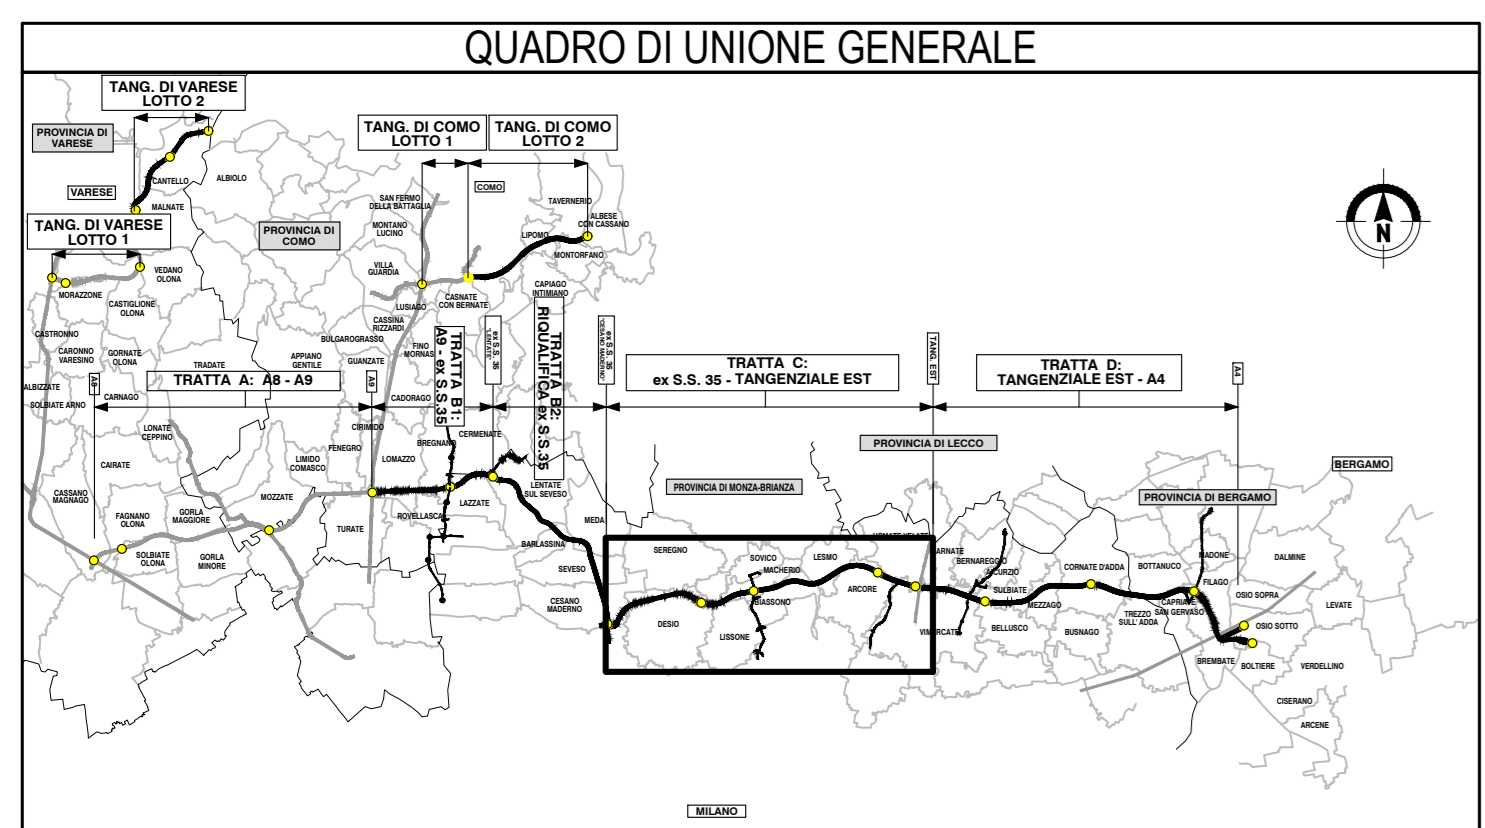 QUADRO DI UNIONE GENERALE
TANG. DI VARESE
LOTTO 2
PROVINCIA DI
VARESE
TANG. DI COMO
LOTTO 1
TANG. DI COMO
LOTTO 2
CANTELLO
ALBIOLO
VARESE
MALNATE
COMO
SAN FERMO
DELLA BATTAGLIA
TAVERNERIO
ALBESE
CON CASSANO
TANG. DI VARESE
LOTTO 1
PROVINCIA DI
COMO
MONTANO
LUCINO
LIPOMO
MONTORFANO
N
VILLA
GUARDIA
VEDANO
OLONA
MORAZZONE
CASTIGLIONE
OLONA
LUSIAGO
CASNATE
CON BERNATE
CAPIAGO
INTIMIANO
CASSINA
RIZZARDI
CASTRONNO
BULGAROGRASSO
FINO
MORNAS
CARONNO
VARESINO
GORNATE
OLONA
TRADATE
APPIANO
GENTILE
GUANZATE
TRATTA B1:
A9 - ex S.S.35
ex S.S. 35
"LENTATE"
TRATTA B2:
RIQUALIFICA ex S.S.35
ex S.S. 35
"CESANO MADERNO"
TRATTA C:
ex S.S. 35 - TANGENZIALE EST
TANG. EST
TRATTA D:
TANGENZIALE EST - A4
A4
ALBIZZATE
A8
TRATTA A: A8 - A9
A9
CARNAGO
SOLBIATE ARNO
CADORAGO
CIRIMIDO
LONATE
CEPPINO
FENEGRO
BREGNANO
CERMENATE
PROVINCIA DI LECCO
CAIRATE
LIMIDO
COMASCO
LOMAZZO
BERGAMO
CASSANO
MAGNAGO
MOZZATE
LENTATE
SUL SEVESO
PROVINCIA DI MONZA-BRIANZA
PROVINCIA DI BERGAMO
FAGNANO
OLONA
GORLA
MAGGIORE
TURATE
ROVELLASCA
LAZZATE
MEDA
SOLBIATE
OLONA
GORLA
MINORE
BARLASSINA
SEREGNO
SOVICO
LESMO
MACHERIO
BERNAREGGIO
CORNATE D'ADDA
BOTTANUCO
MADONE
DALMINE
SEVESO
FILAGO
CESANO
MADERNO
BIASSONO
ARCORE
SULBIATE
MEZZAGO
CAPRIATE
SAN GERVASO
OSIO SOPRA
LEVATE
DESIO
LISSONE
VIMERCATE
BELLUSCO
BUSNAGO
TREZZO
SULL' ADDA
OSIO SOTTO
BREMBATE
BOLTIERE
VERDELLINO
CISERANO
ARCENE
MILANO